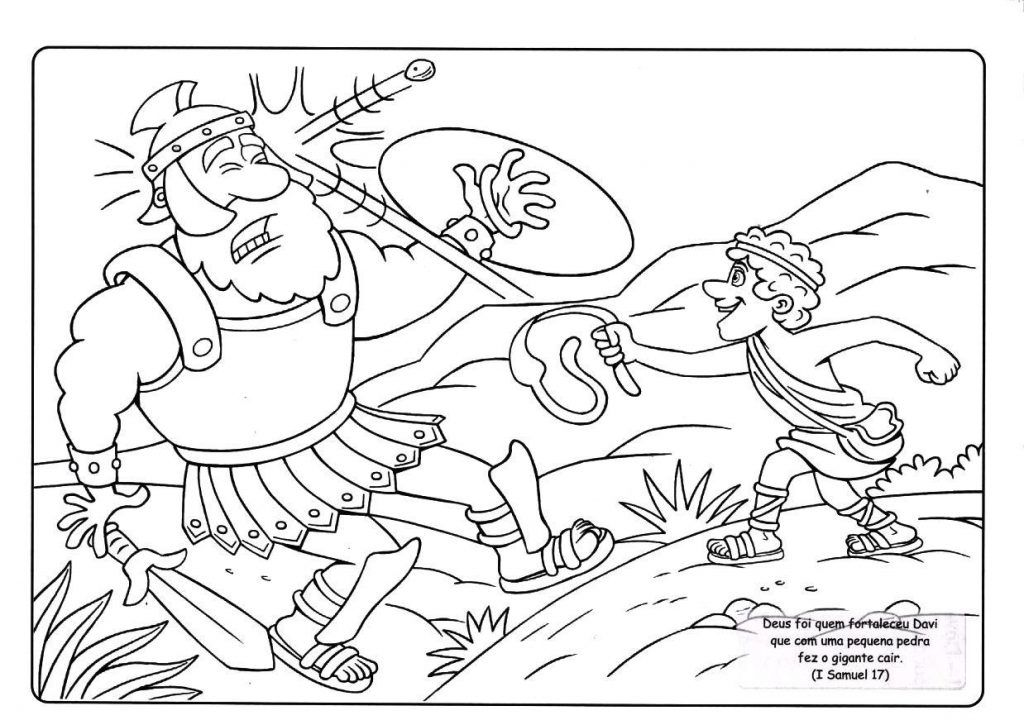 Deus foi quem fortaleceu Davi
que com uma pequena pedra
fez o gigante cair.
(I Samuel 17)